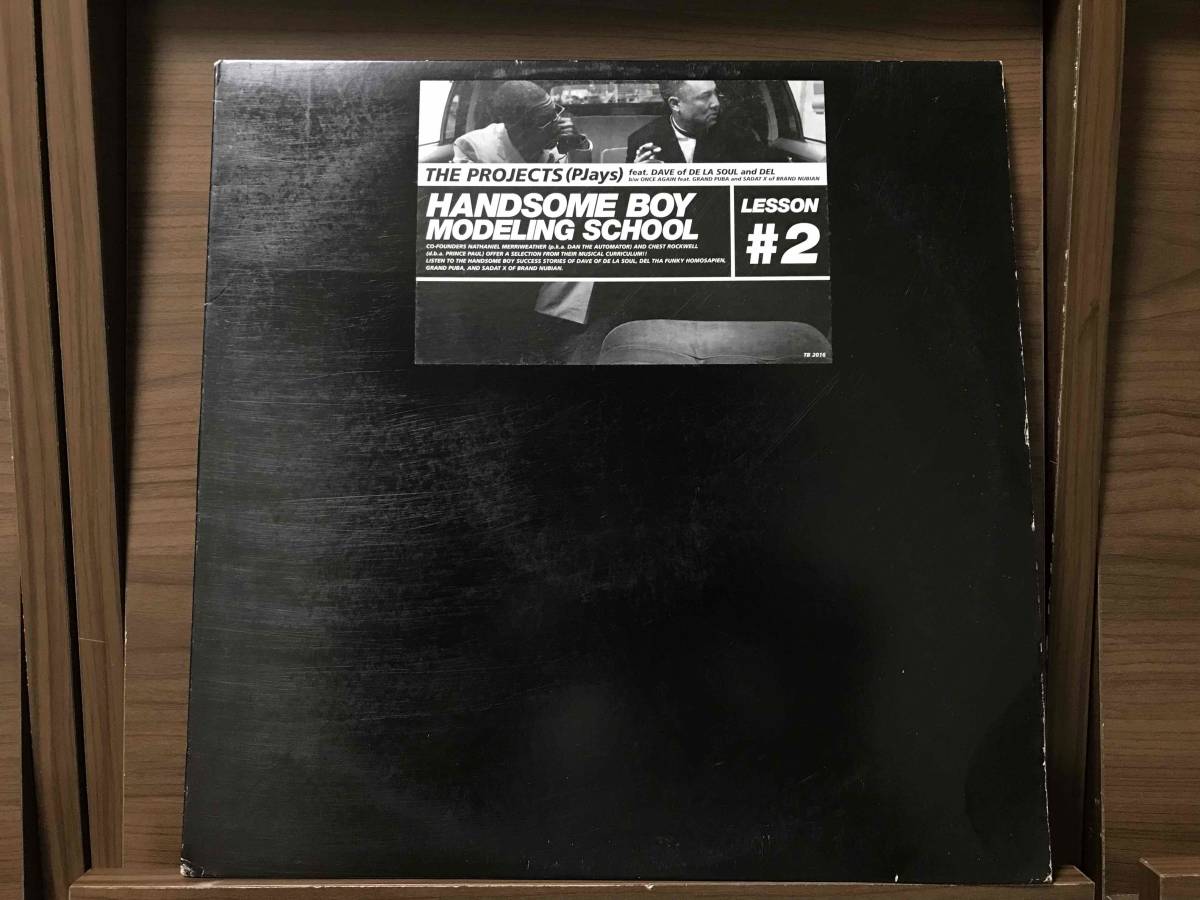 THE PROJECTS (PJays) feat. DAVE of DE LA SOUL and DEL
b/w ONCE AGAIN feat. GRAND PUBA and SADAT X of BRAND NUBIAN
HANDSOME BOY
MODELING SCHOOL
LESSON
#2
CO-FOUNDERS NATHANIEL MERRIWEATHER (p.k.a. DAN THE AUTOMATOR) AND CHEST ROCKWELL
(d.b.a. PRINCE PAUL) OFFER A SELECTION FROM THEIR MUSICAL CURRICULUM!!
LISTEN TO THE HANDSOME BOY SUCCESS STORIES OF DAVE OF DE LA SOUL, DEL THA FUNKY HOMOSAPIEN,
GRAND PUBA, AND SADAT X OF BRAND NUBIAN.
TB 2016